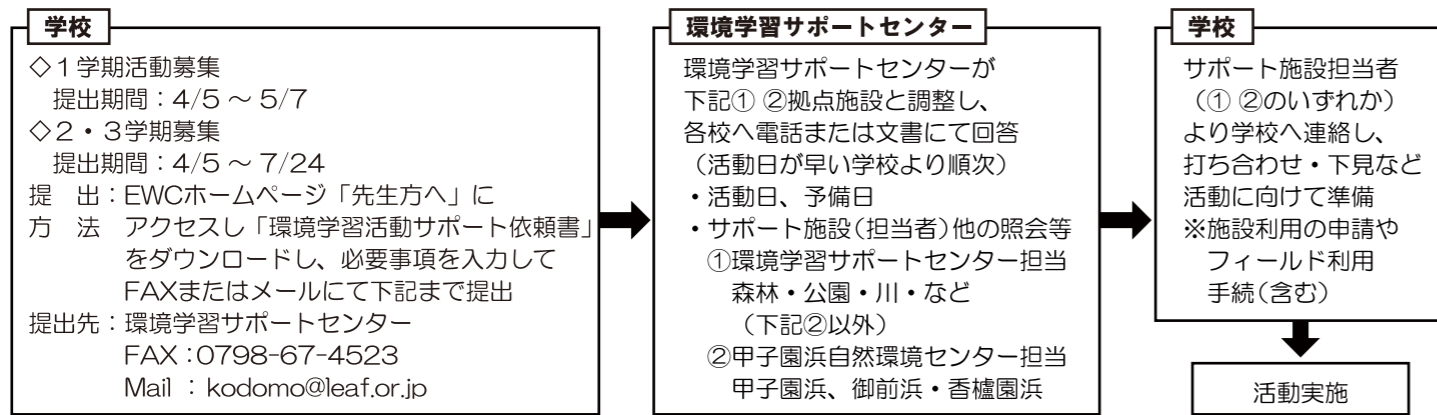 学校
◇１学期活動募集
提出期間：4/5 ～ 5/7
◇２・３学期募集
提出期間：4/5 ～ 7/24
提　出：EWCホームページ「先生方へ」に
方　法　アクセスし「環境学習活動サポート依頼書」
をダウンロードし、必要事項を入力して
FAXまたはメールにて下記まで提出
提出先：環境学習サポートセンター
FAX：0798-67-4523
Mail ：kodomo@leaf.or.jp
環境学習サポートセンター
環境学習サポートセンターが
下記① ②拠点施設と調整し、
各校へ電話または文書にて回答
（活動日が早い学校より順次）
・活動日、予備日
・サポート施設（担当者）他の照会等
①環境学習サポートセンター担当
森林・公園・川・など
（下記②以外）
②甲子園浜自然環境センター担当
甲子園浜、御前浜・香櫨園浜
学校
サポート施設担当者
（① ②のいずれか）
より学校へ連絡し、
打ち合わせ・下見など
活動に向けて準備
※施設利用の申請や
フィールド利用
手続（含む）
活動実施